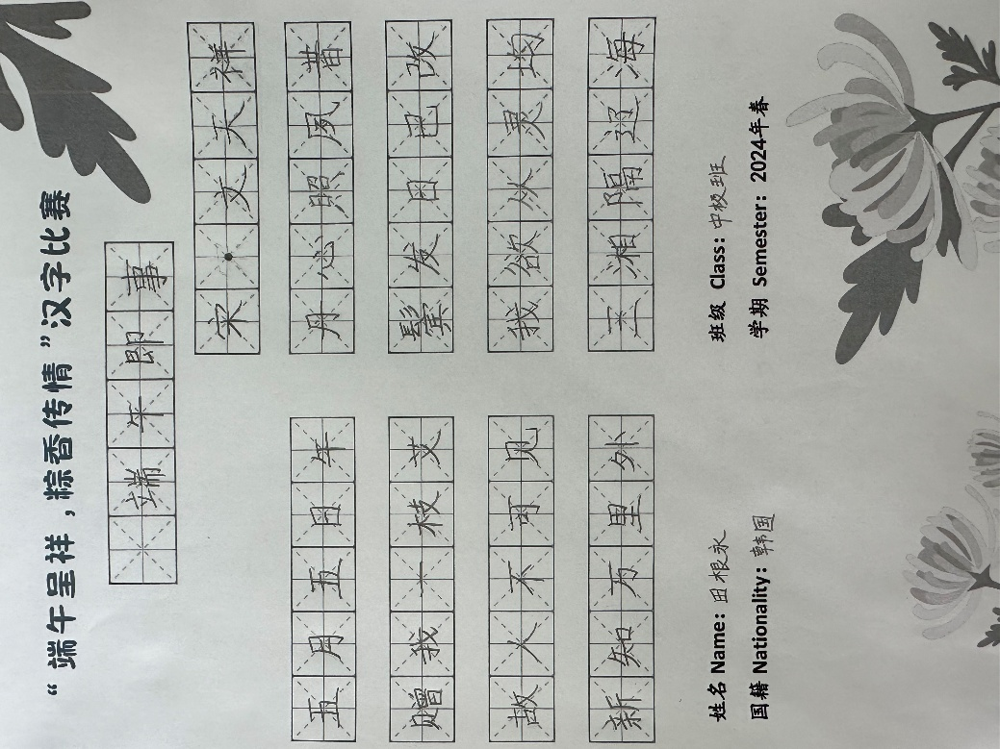 “端午呈祥，粽香传情”汉字比赛
端午即事
宋·文天祥
五月五日年 丹心照夙昔
赠我一枝艾 鬓发日已改
故人不可见 我欲从灵均
新知万里外 三湘隔海
姓名 Name: 田根永 班级 Class: 中级班
国籍 Nationality: 韩国 学期 Semester: 2024年春